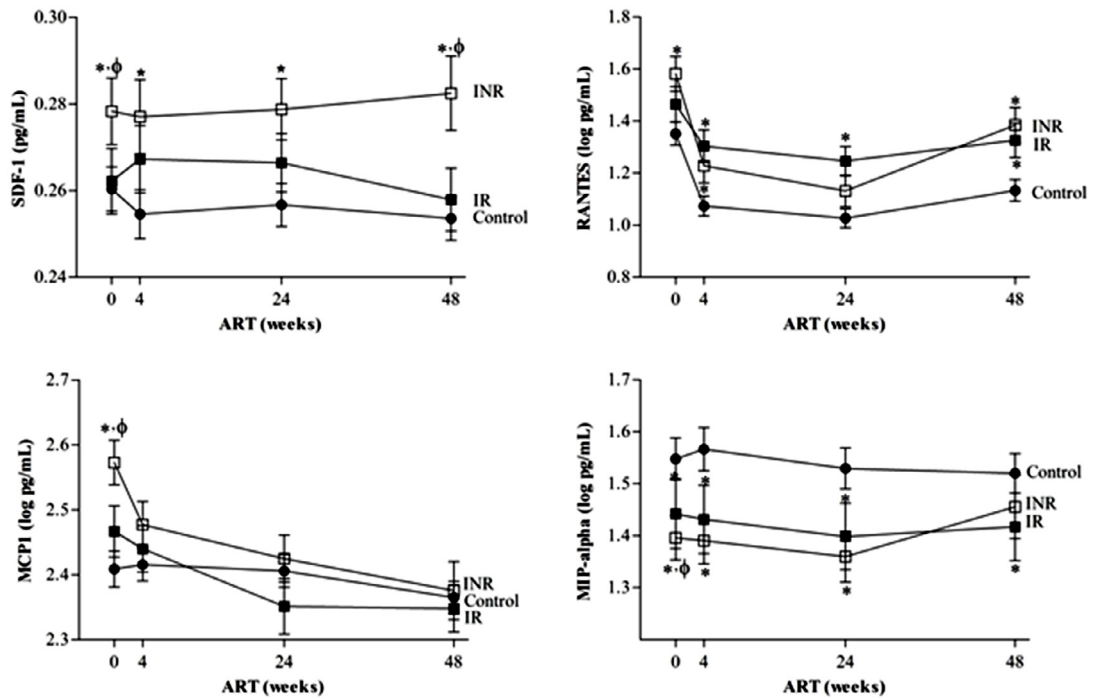 0.30
0.28
0.26
0.24
SDF-1 (pg/mL)
*·ϕ
*
*
*·ϕ
INR
IR
Control
0 4 24 48
ART (weeks)
1.8
1.6
1.4
1.2
1.0
0.8
RANTES (log pg/mL)
*
*
*
*
*
*
INR
IR
Control
0 4 24 48
ART (weeks)
2.7
2.6
2.5
2.4
2.3
MCP1 (log pg/mL)
*·ϕ
INR
Control
IR
0 4 24 48
ART (weeks)
1.7
1.6
1.5
1.4
1.3
MIP-alpha (log pg/mL)
*
*
*
*·ϕ
*
*
*
Control
INR
IR
0 4 24 48
ART (weeks)